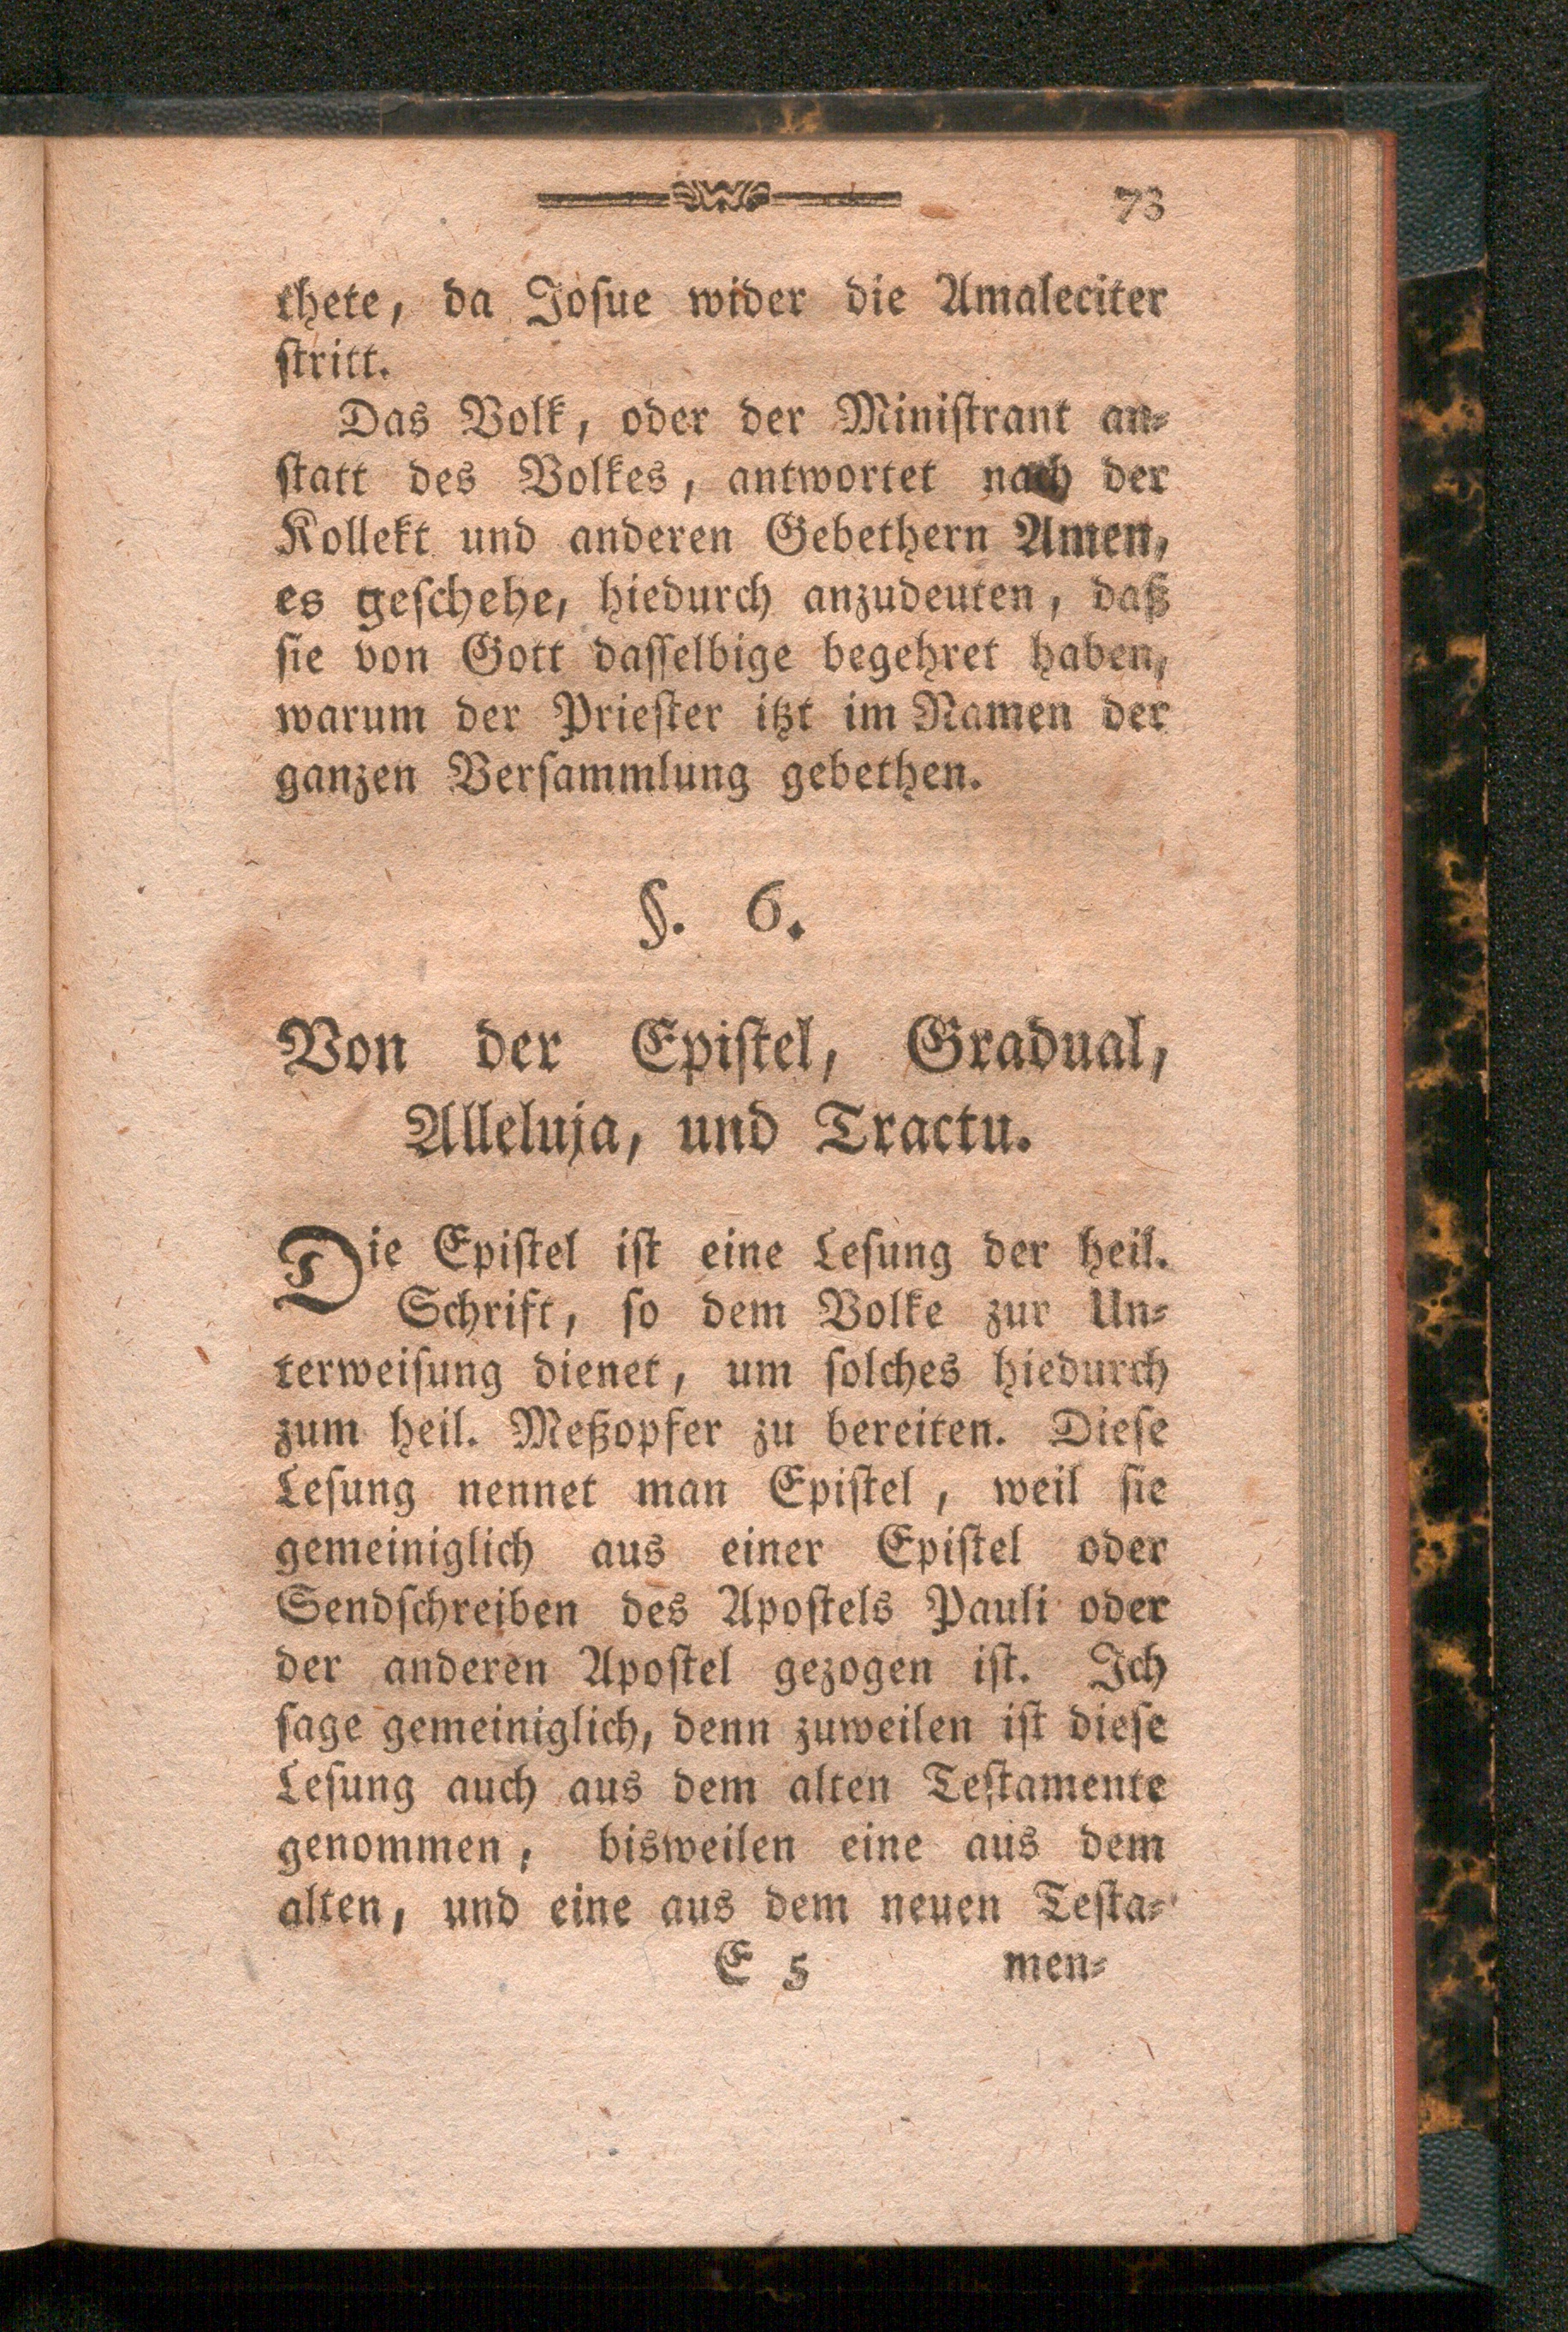 73
thete, da Joſue wider die Amaleciter
ſtritt.
Das Volk, oder der Miniſtrant an⸗
ſtatt des Volkes, antwortet nach der
Kollekt und anderen Gebethern Amen,
es geſchehe, hiedurch anzudeuten, daß
ſie von Gott daſſelbige begehret haben,
warum der Prieſter itzt im Namen der
ganzen Verſammlung gebethen.
§. 6.
Von der Epiſtel, Gradual,
Alleluja, und Tractu.
Die Epiſtel iſt eine Leſung der heil.
Schrift, ſo dem Volke zur Un⸗
terweiſung dienet, um ſolches hiedurch
zum heil. Meßopfer zu bereiten. Dieſe
Leſung nennet man Epiſtel, weil ſie
gemeiniglich aus einer Epiſtel oder
Sendſchreiben des Apoſtels Pauli oder
der anderen Apoſtel gezogen iſt. Ich
ſage gemeiniglich, denn zuweilen iſt dieſe
Leſung auch aus dem alten Teſtamente
genommen, bisweilen eine aus dem
alten, und eine aus dem neuen Teſta⸗
E 5 men⸗